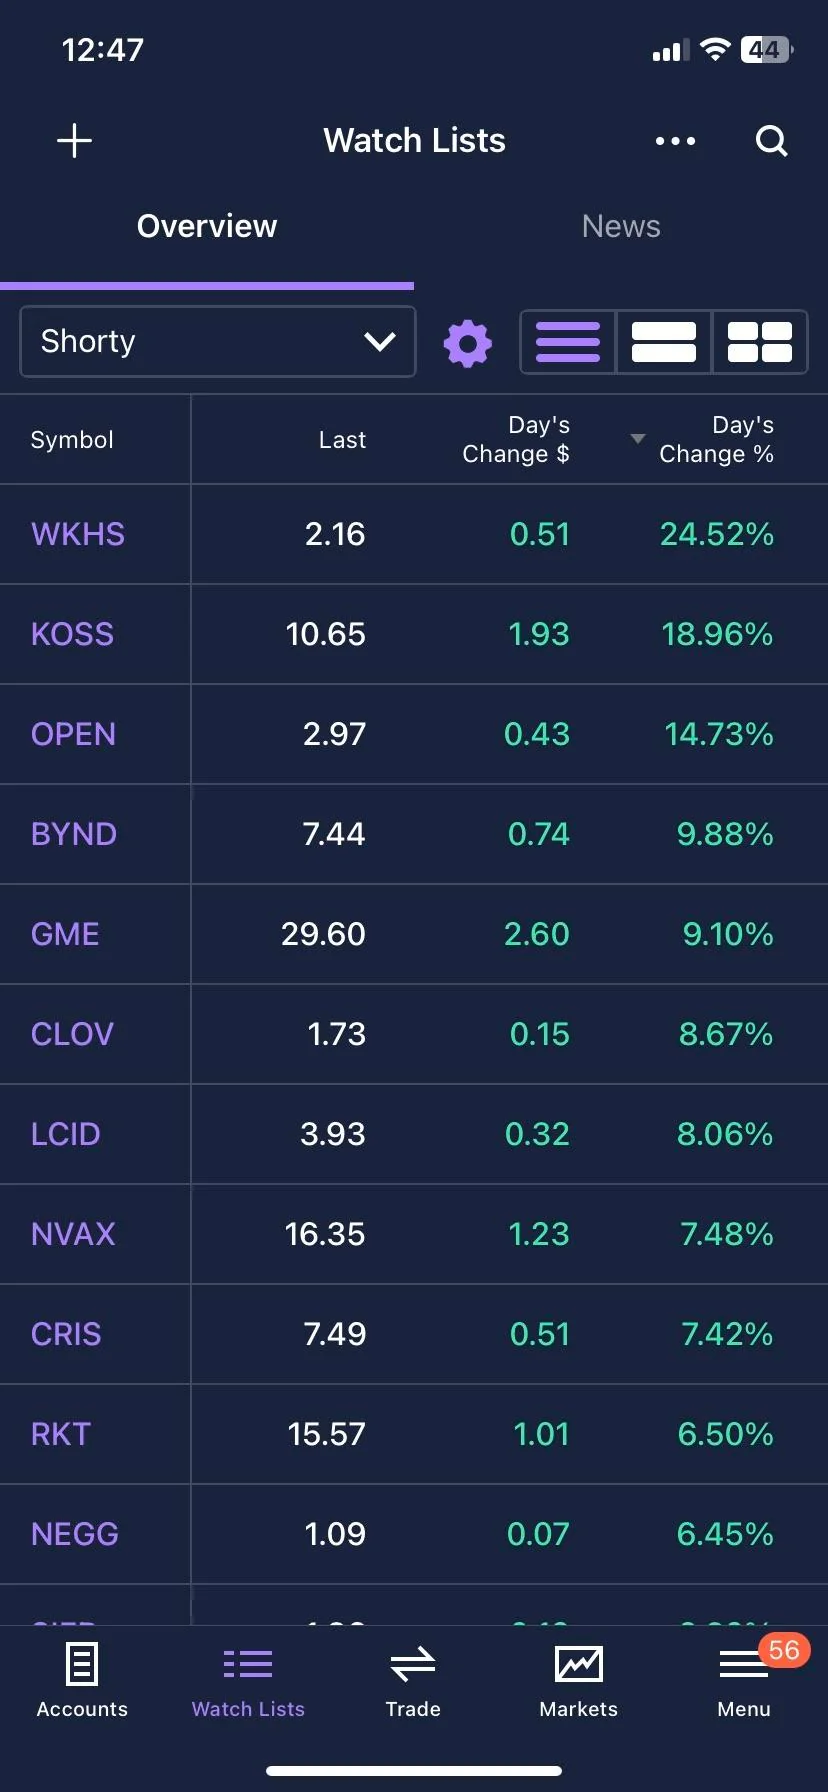 12:47
44
Watch Lists
Overview News
Shorty
Symbol Last Day's Change $ Day's Change %
WKHS 2.16 0.51 24.52%
KOSS 10.65 1.93 18.96%
OPEN 2.97 0.43 14.73%
BYND 7.44 0.74 9.88%
GME 29.60 2.60 9.10%
CLOV 1.73 0.15 8.67%
LCID 3.93 0.32 8.06%
NVAX 16.35 1.23 7.48%
CRIS 7.49 0.51 7.42%
RKT 15.57 1.01 6.50%
NEGG 1.09 0.07 6.45%
56
Accounts Watch Lists Trade Markets Menu